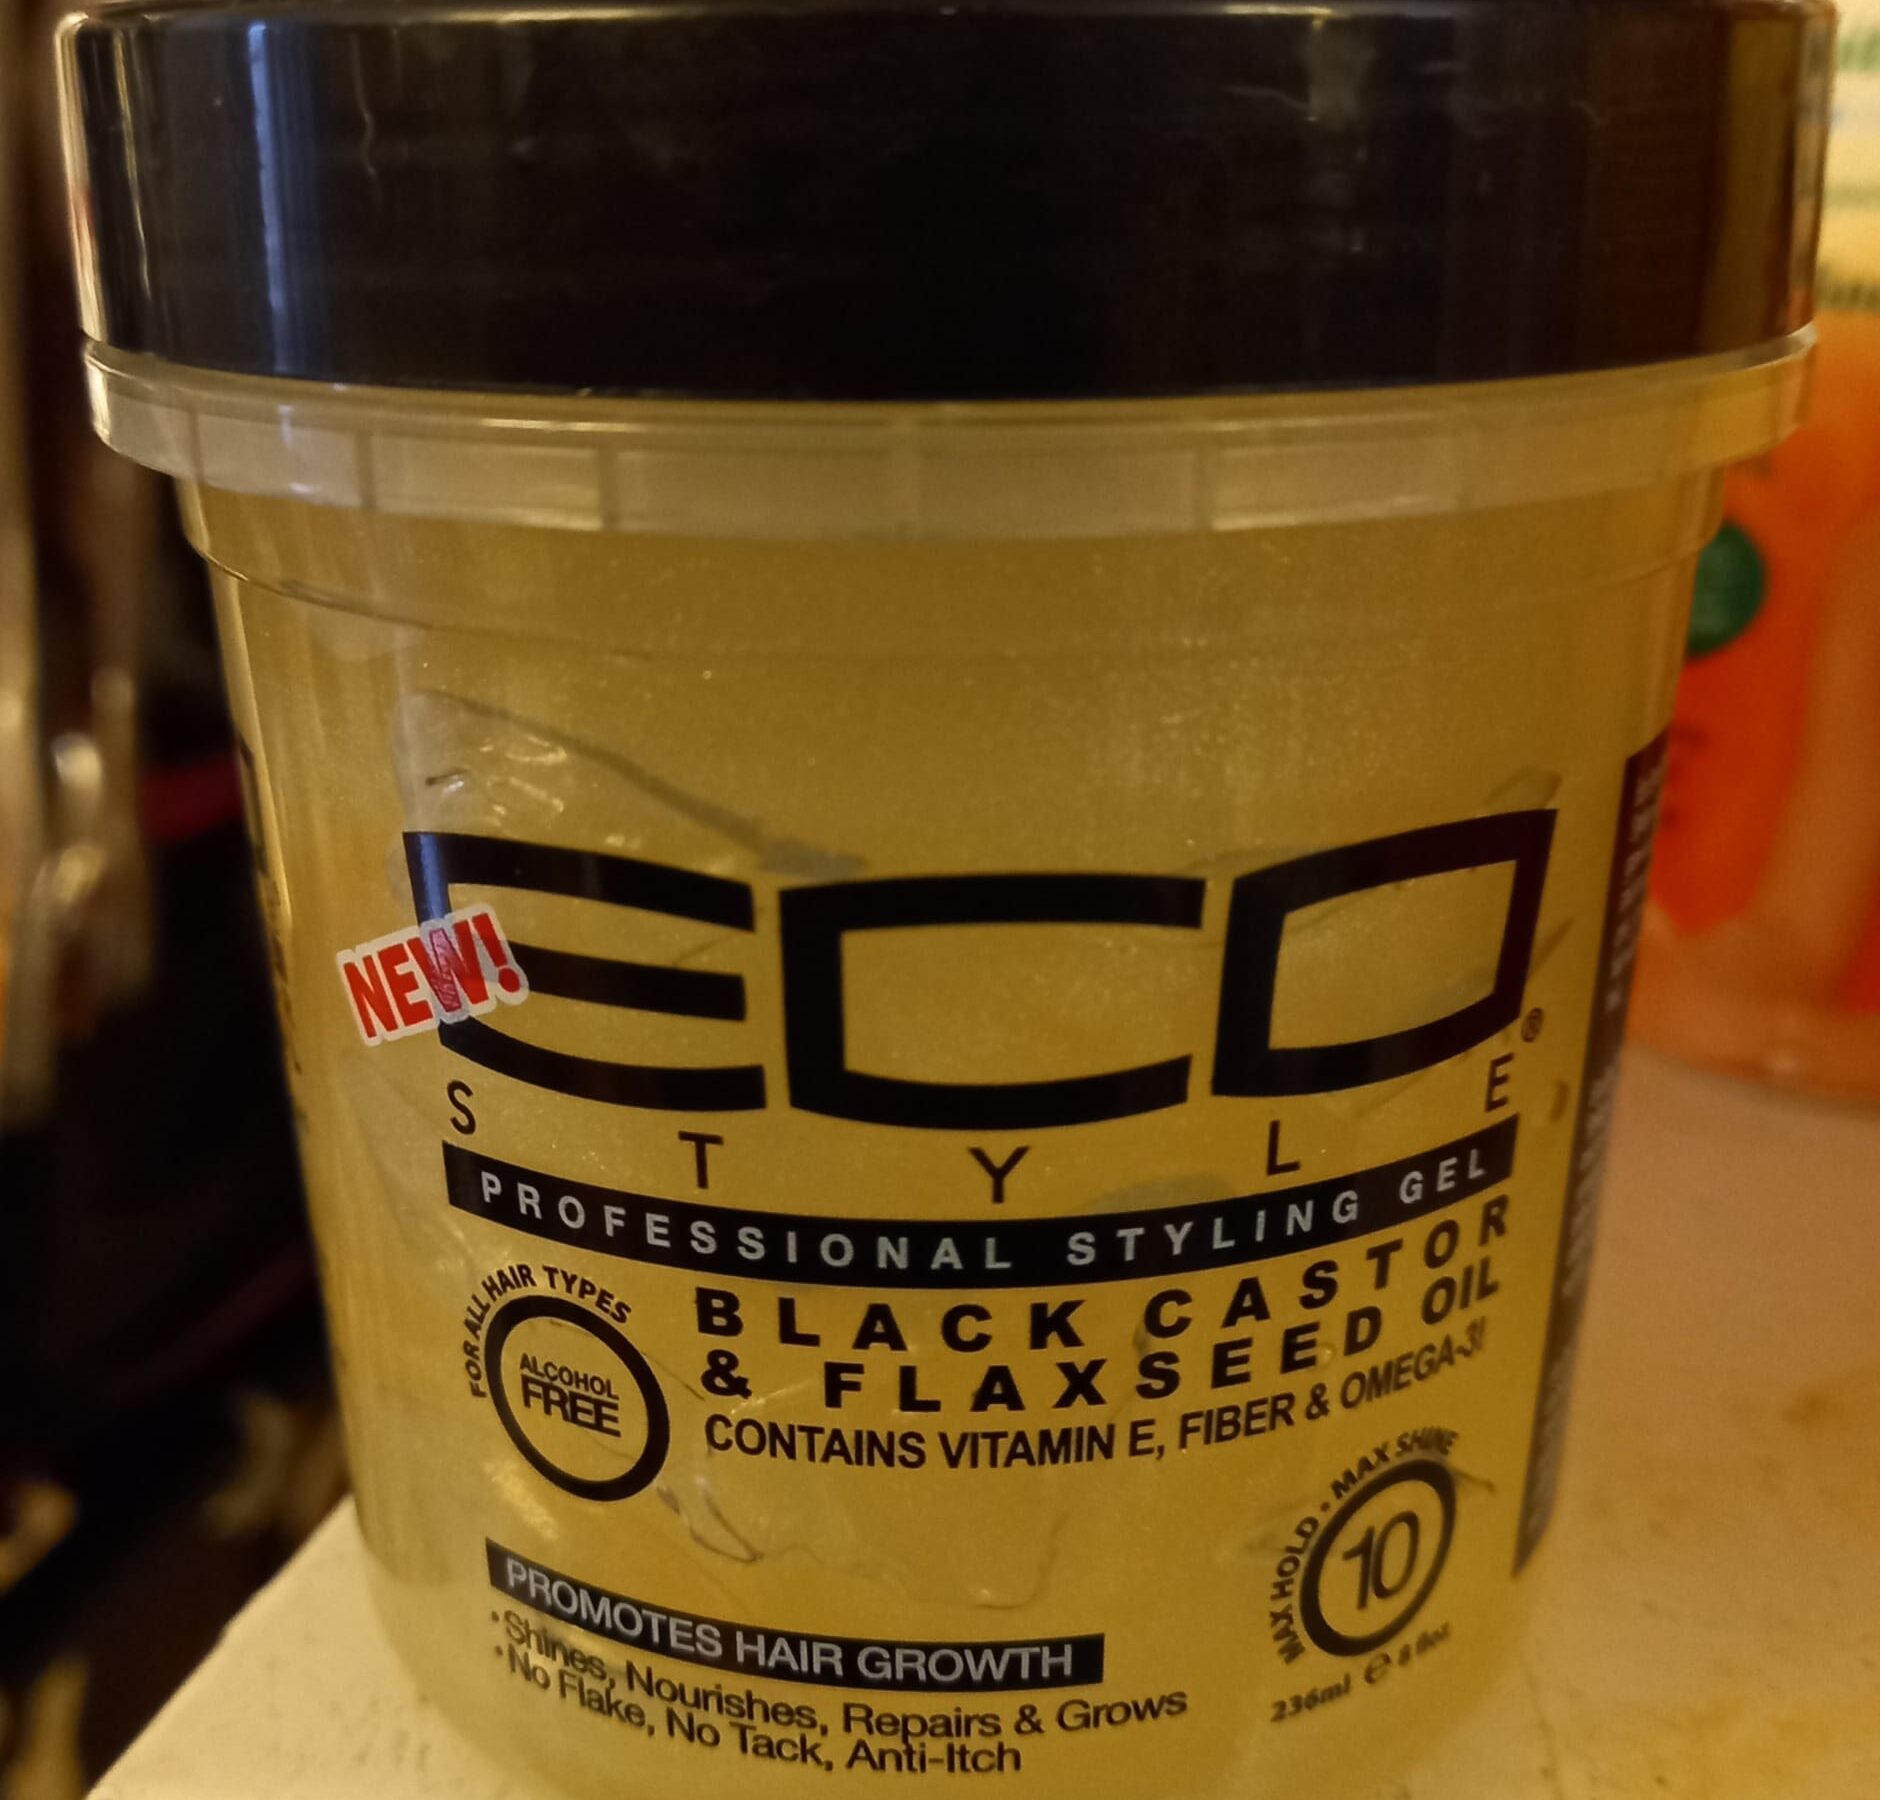 NEW!
ECO
STYLE®
PROFESSIONAL STYLING GEL
FOR ALL HAIR TYPES
ALCOHOL
FREE
BLACK CASTOR
& FLAXSEED OIL
CONTAINS VITAMIN E, FIBER & OMEGA-3!
MAX HOLD • MAX SHINE
10
236ml e 8 floz
PROMOTES HAIR GROWTH
• Shines, Nourishes, Repairs & Grows
• No Flake, No Tack, Anti-Itch